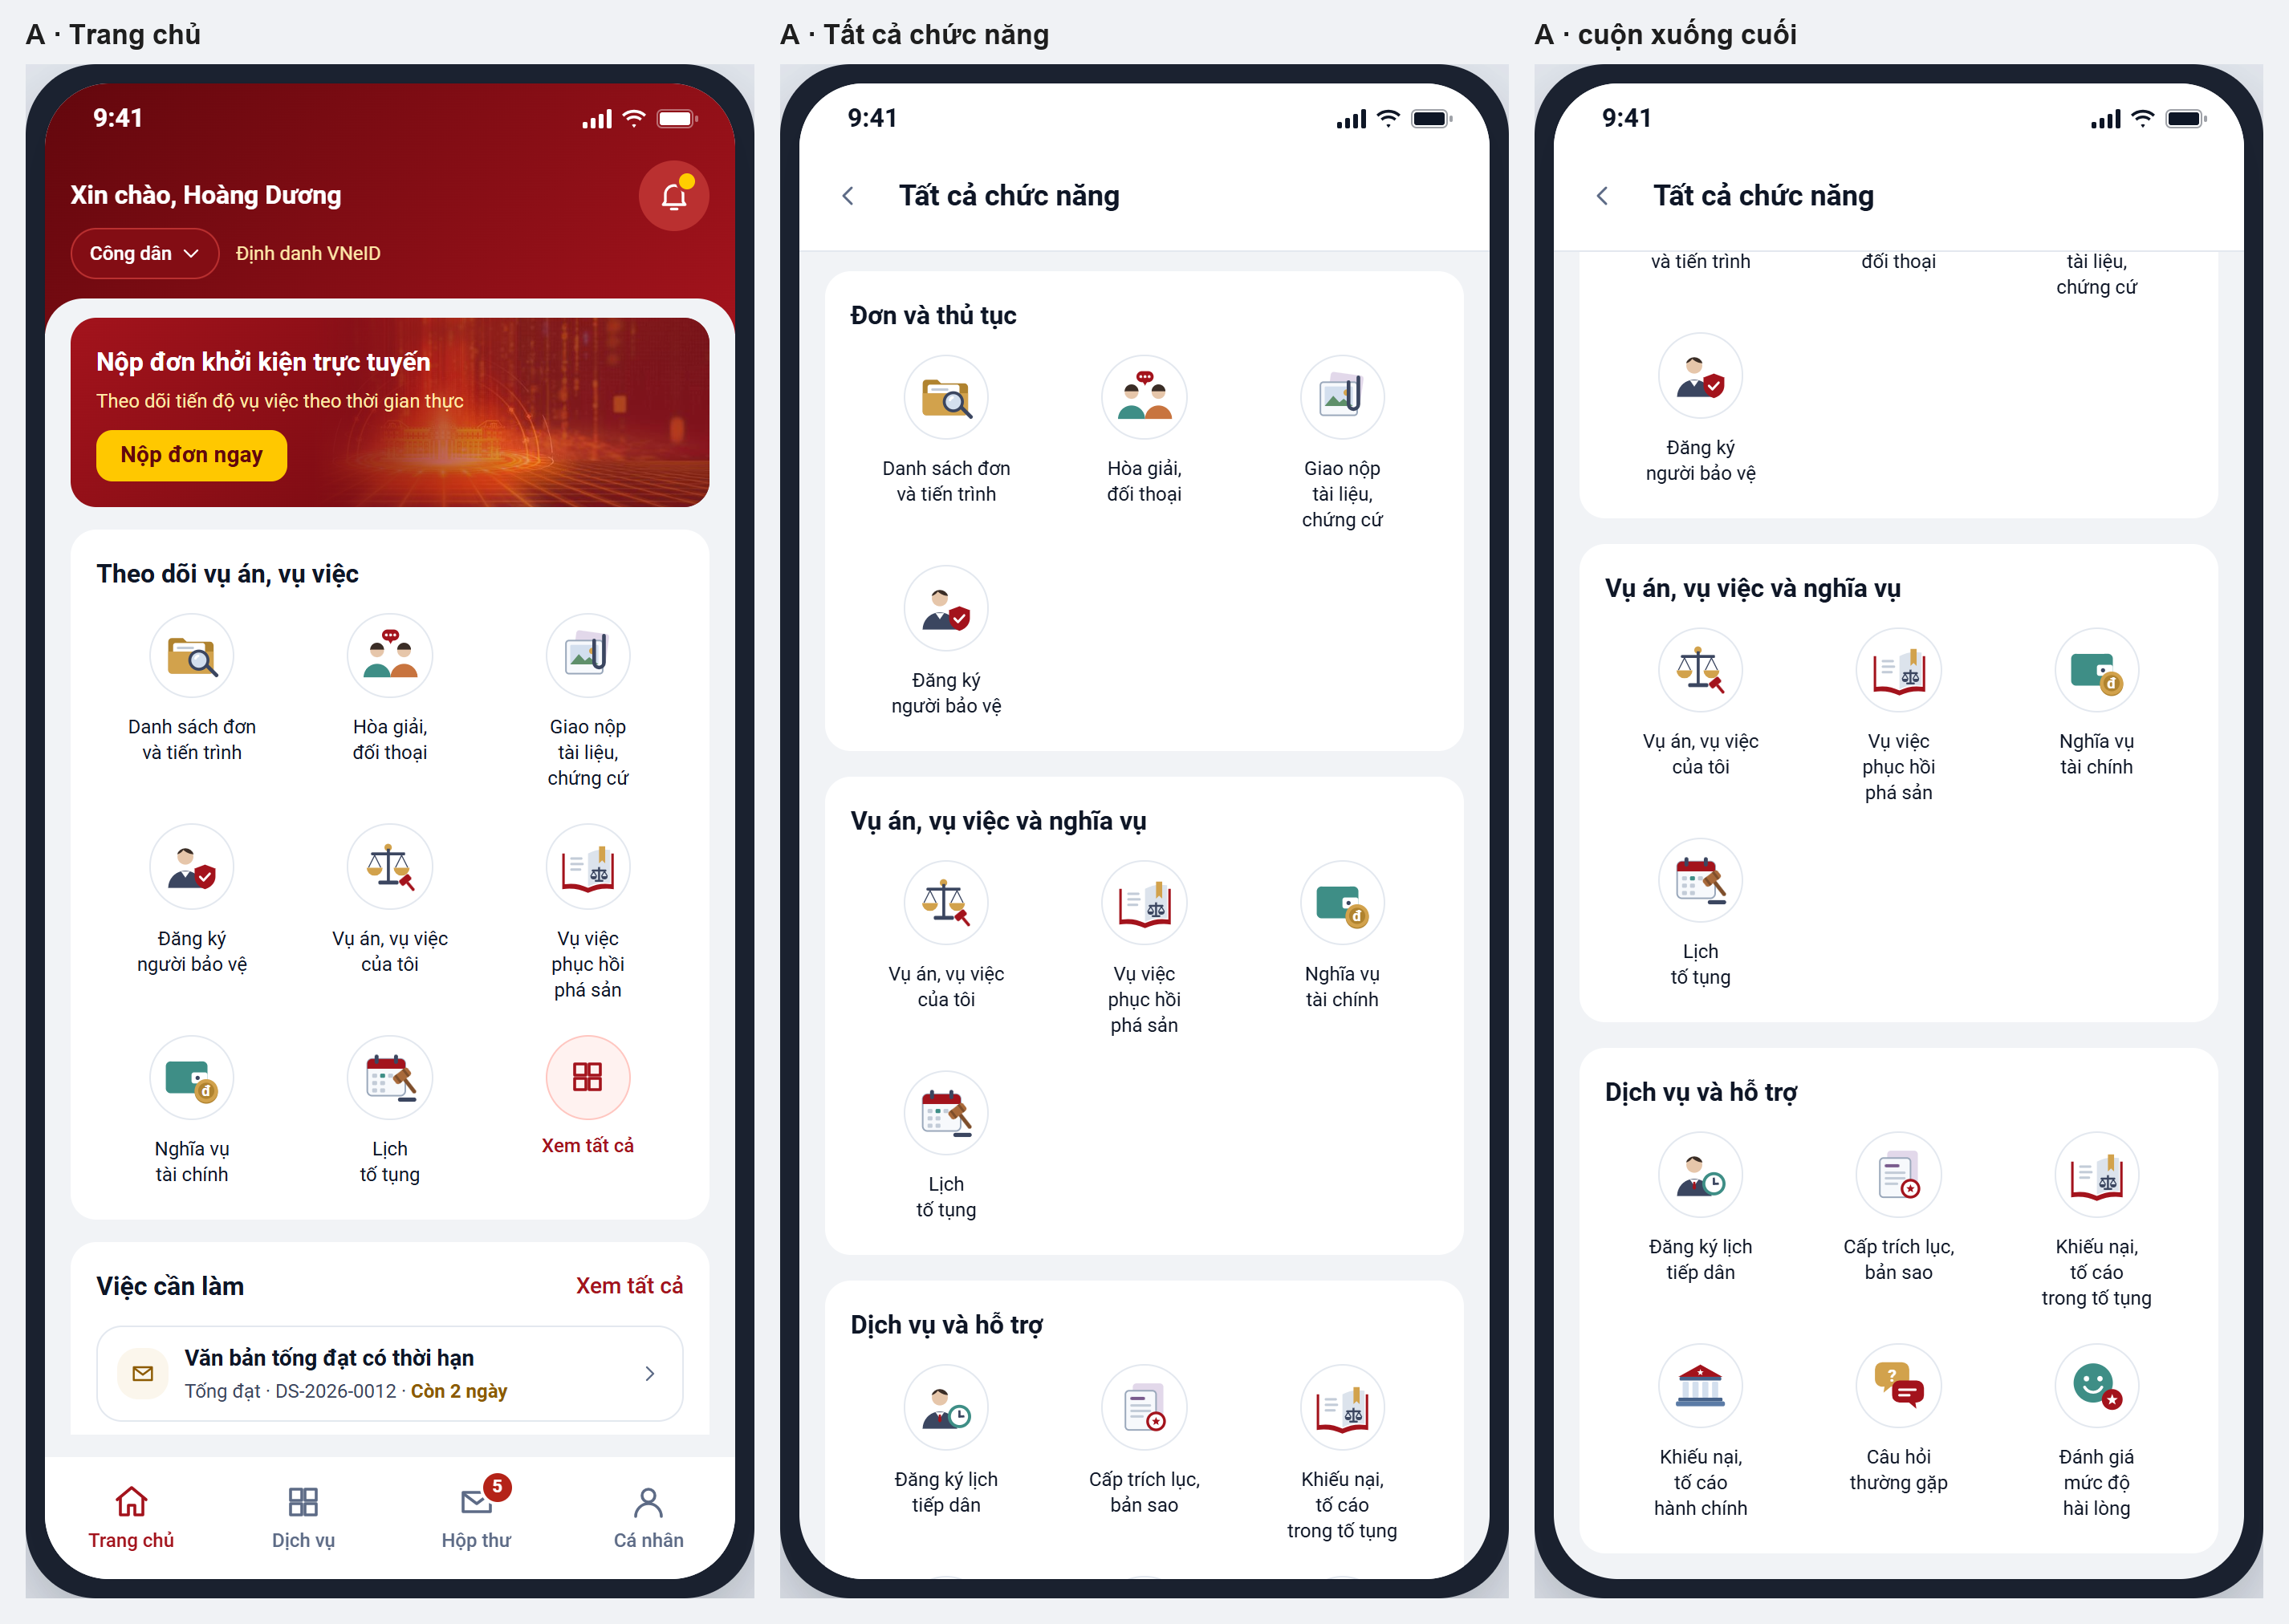 A · Trang chủ
9:41
Xin chào, Hoàng Dương
Công dân
Định danh VNeID
Nộp đơn khởi kiện trực tuyến
Theo dõi tiến độ vụ việc theo thời gian thực
Nộp đơn ngay
Theo dõi vụ án, vụ việc
Danh sách đơn
và tiến trình
Hòa giải,
đối thoại
Giao nộp
tài liệu,
chứng cứ
Đăng ký
người bảo vệ
Vụ án, vụ việc
của tôi
Vụ việc
phục hồi
phá sản
Nghĩa vụ
tài chính
Lịch
tố tụng
Xem tất cả
Việc cần làm
Xem tất cả
Văn bản tống đạt có thời hạn
Tống đạt · DS-2026-0012 · Còn 2 ngày
Trang chủ
Dịch vụ
5
Hộp thư
Cá nhân
A · Tất cả chức năng
9:41
Tất cả chức năng
Đơn và thủ tục
Danh sách đơn
và tiến trình
Hòa giải,
đối thoại
Giao nộp
tài liệu,
chứng cứ
Đăng ký
người bảo vệ
Vụ án, vụ việc và nghĩa vụ
Vụ án, vụ việc
của tôi
Vụ việc
phục hồi
phá sản
Nghĩa vụ
tài chính
Lịch
tố tụng
Dịch vụ và hỗ trợ
Đăng ký lịch
tiếp dân
Cấp trích lục,
bản sao
Khiếu nại,
tố cáo
trong tố tụng
A · cuộn xuống cuối
9:41
Tất cả chức năng
và tiến trình
đối thoại
tài liệu,
chứng cứ
Đăng ký
người bảo vệ
Vụ án, vụ việc và nghĩa vụ
Vụ án, vụ việc
của tôi
Vụ việc
phục hồi
phá sản
Nghĩa vụ
tài chính
Lịch
tố tụng
Dịch vụ và hỗ trợ
Đăng ký lịch
tiếp dân
Cấp trích lục,
bản sao
Khiếu nại,
tố cáo
trong tố tụng
Khiếu nại,
tố cáo
hành chính
Câu hỏi
thường gặp
Đánh giá
mức độ
hài lòng